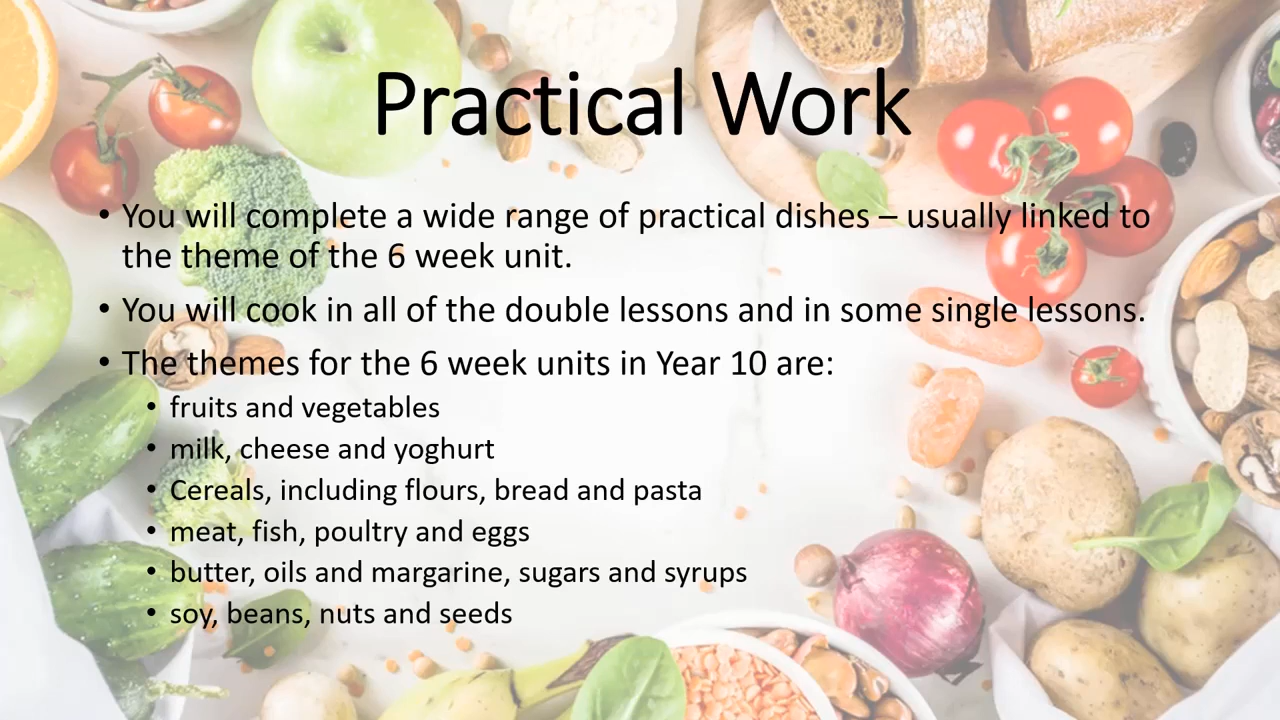 Practical Work
• You will complete a wide range of practical dishes – usually linked to
the theme of the 6 week unit.
• You will cook in all of the double lessons and in some single lessons.
• The themes for the 6 week units in Year 10 are:
• fruits and vegetables
• milk, cheese and yoghurt
• Cereals, including flours, bread and pasta
• meat, fish, poultry and eggs
• butter, oils and margarine, sugars and syrups
• soy, beans, nuts and seeds